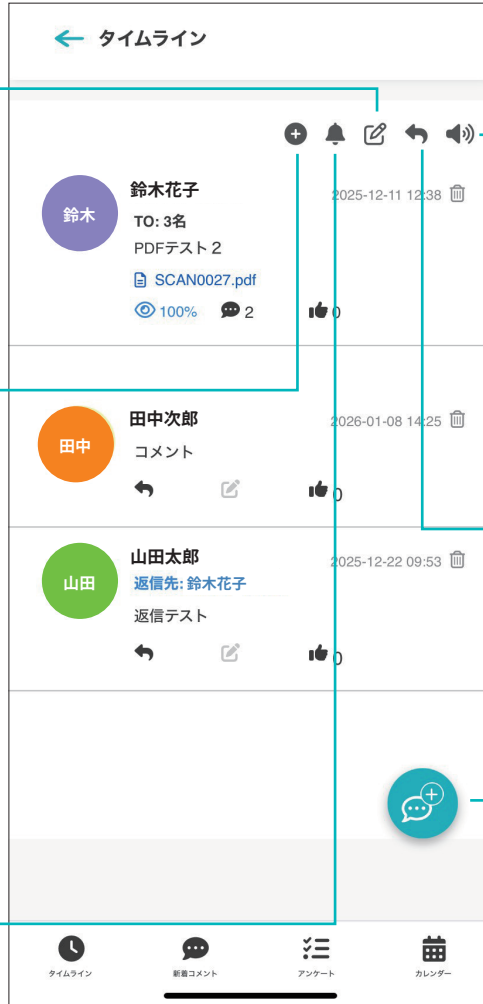 タイムライン
鈴木
鈴木花子
2025-12-11 12:38
TO: 3名
PDFテスト2
SCAN0027.pdf
100% 2 0
田中
田中次郎
2026-01-08 14:25
コメント
0
山田
山田太郎
2025-12-22 09:53
返信先: 鈴木花子
返信テスト
0
タイムライン 新着コメント アンケート カレンダー